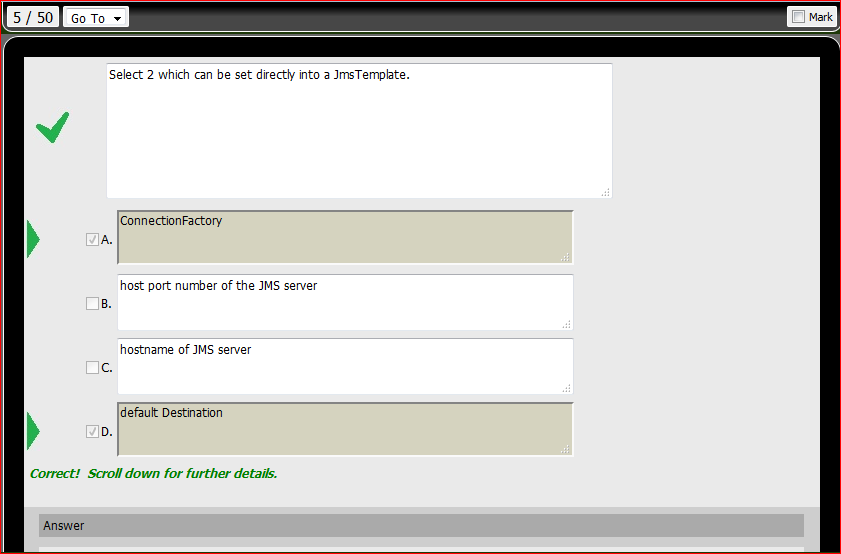 5 / 50 Go To Mark
Select 2 which can be set directly into a JmsTemplate.
A. ConnectionFactory
B. host port number of the JMS server
C. hostname of JMS server
D. default Destination
Correct! Scroll down for further details.
Answer